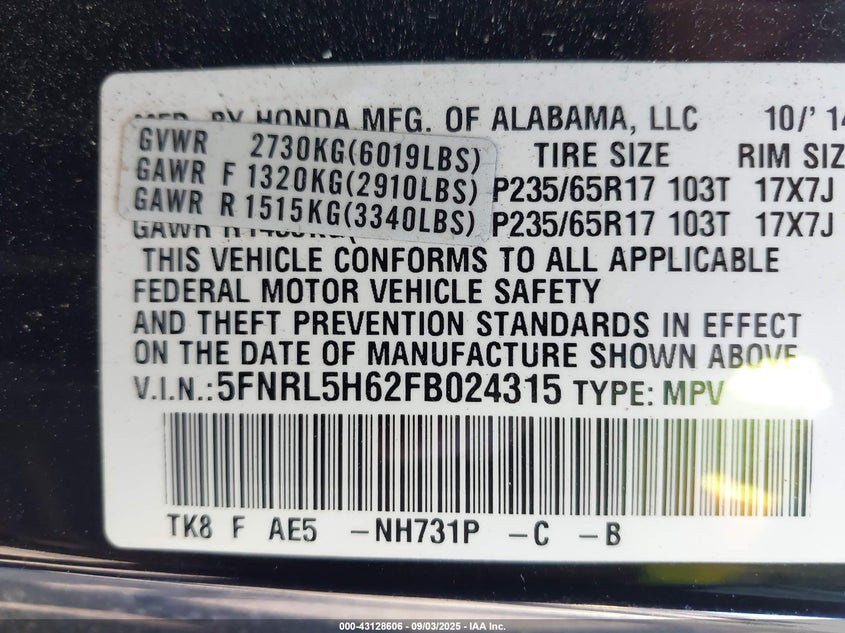 MFD. BY HONDA MFG. OF ALABAMA, LLC 10/' 14
GVWR 2730KG(6019LBS) TIRE SIZE RIM SIZ
GAWR F 1320KG(2910LBS) P235/65R17 103T 17X7J
GAWR R 1515KG(3340LBS) P235/65R17 103T 17X7J
GAWR R
THIS VEHICLE CONFORMS TO ALL APPLICABLE
FEDERAL MOTOR VEHICLE SAFETY
AND THEFT PREVENTION STANDARDS IN EFFECT
ON THE DATE OF MANUFACTURE SHOWN ABOVE
V.I.N.:5FNRL5H62FB024315 TYPE: MPV
TK8 F AE5 -NH731P -C -B
000-43128606 - 09/03/2025 - IAA Inc.